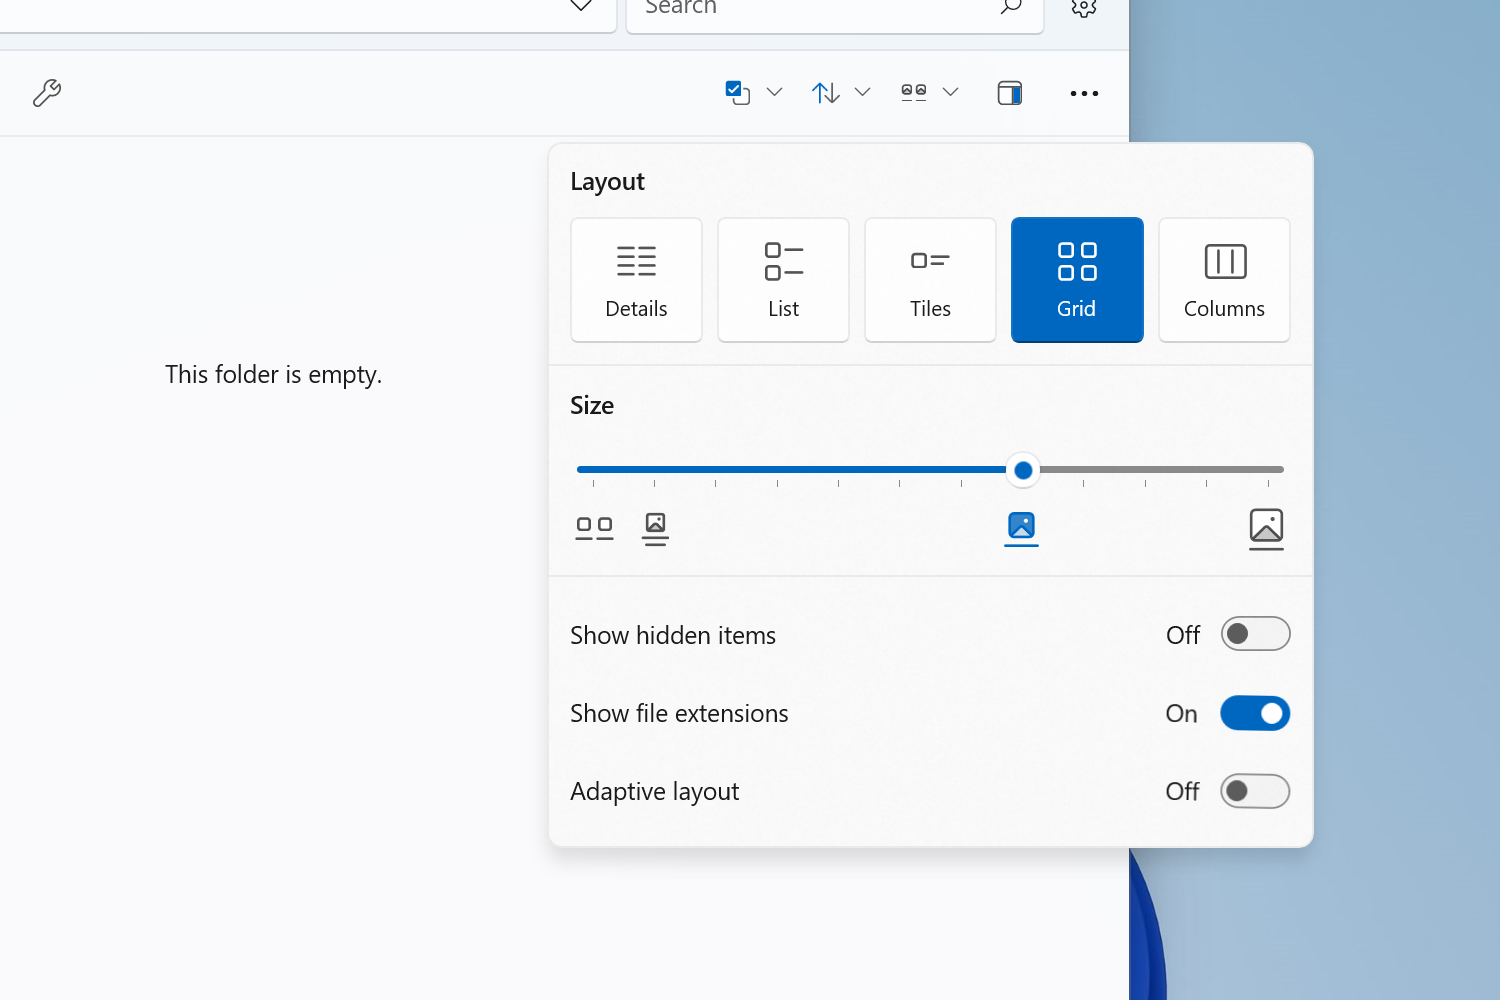 Search
Layout
Details
List
Tiles
Grid
Columns
This folder is empty.
Size
Show hidden items
Off
Show file extensions
On
Adaptive layout
Off